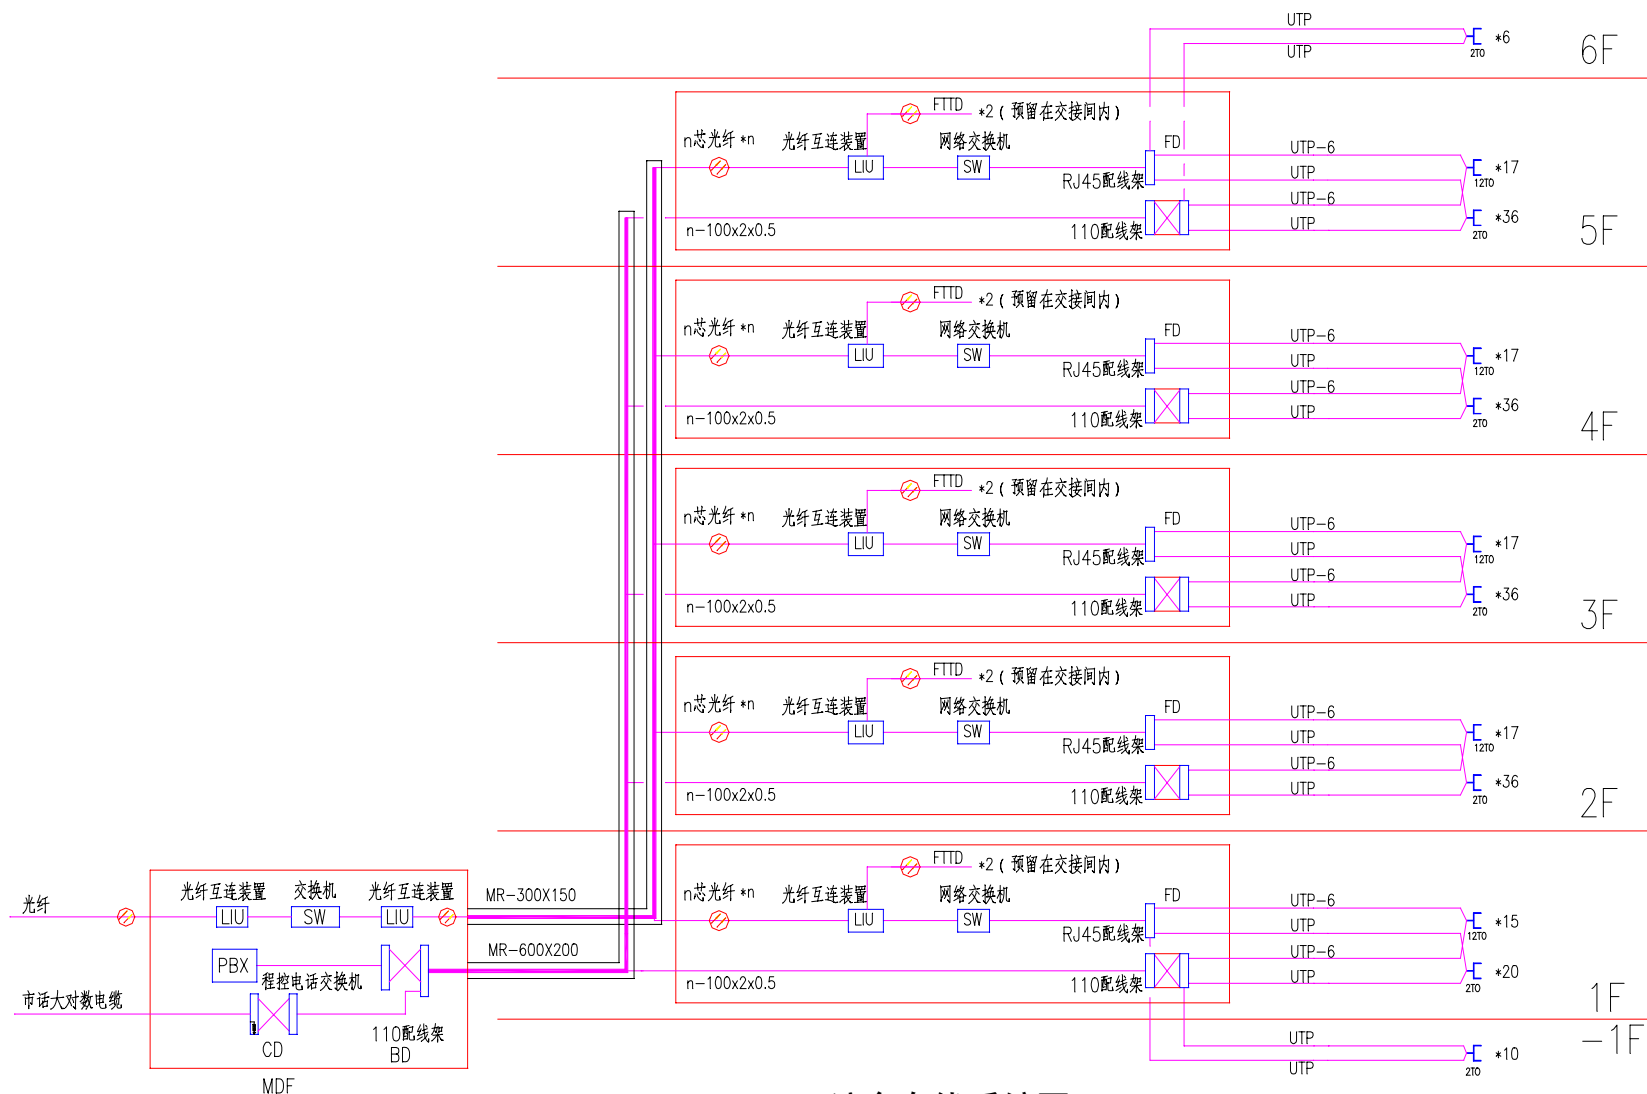 UTP
UTP
2TO
*6
6F
FTTD
*2(预留在交接间内)
n芯光纤*n
光纤互连装置
网络交换机
FD
LIU
SW
RJ45配线架
n-100x2x0.5
110配线架
UTP-6
UTP
UTP-6
UTP
*17
12TO
*36
2TO
5F
FTTD
*2(预留在交接间内)
n芯光纤*n
光纤互连装置
网络交换机
FD
LIU
SW
RJ45配线架
n-100x2x0.5
110配线架
UTP-6
UTP
UTP-6
UTP
*17
12TO
*36
2TO
4F
FTTD
*2(预留在交接间内)
n芯光纤*n
光纤互连装置
网络交换机
FD
LIU
SW
RJ45配线架
n-100x2x0.5
110配线架
UTP-6
UTP
UTP-6
UTP
*17
12TO
*36
2TO
3F
FTTD
*2(预留在交接间内)
n芯光纤*n
光纤互连装置
网络交换机
FD
LIU
SW
RJ45配线架
n-100x2x0.5
110配线架
UTP-6
UTP
UTP-6
UTP
*17
12TO
*36
2TO
2F
FTTD
*2(预留在交接间内)
n芯光纤*n
光纤互连装置
网络交换机
FD
LIU
SW
RJ45配线架
n-100x2x0.5
110配线架
UTP-6
UTP
UTP-6
UTP
*15
12TO
*20
2TO
1F
UTP
UTP
*10
2TO
-1F
光纤
光纤互连装置
交换机
光纤互连装置
LIU
SW
LIU
MR-300X150
MR-600X200
PBX
程控电话交换机
市话大对数电缆
CD
110配线架
BD
MDF